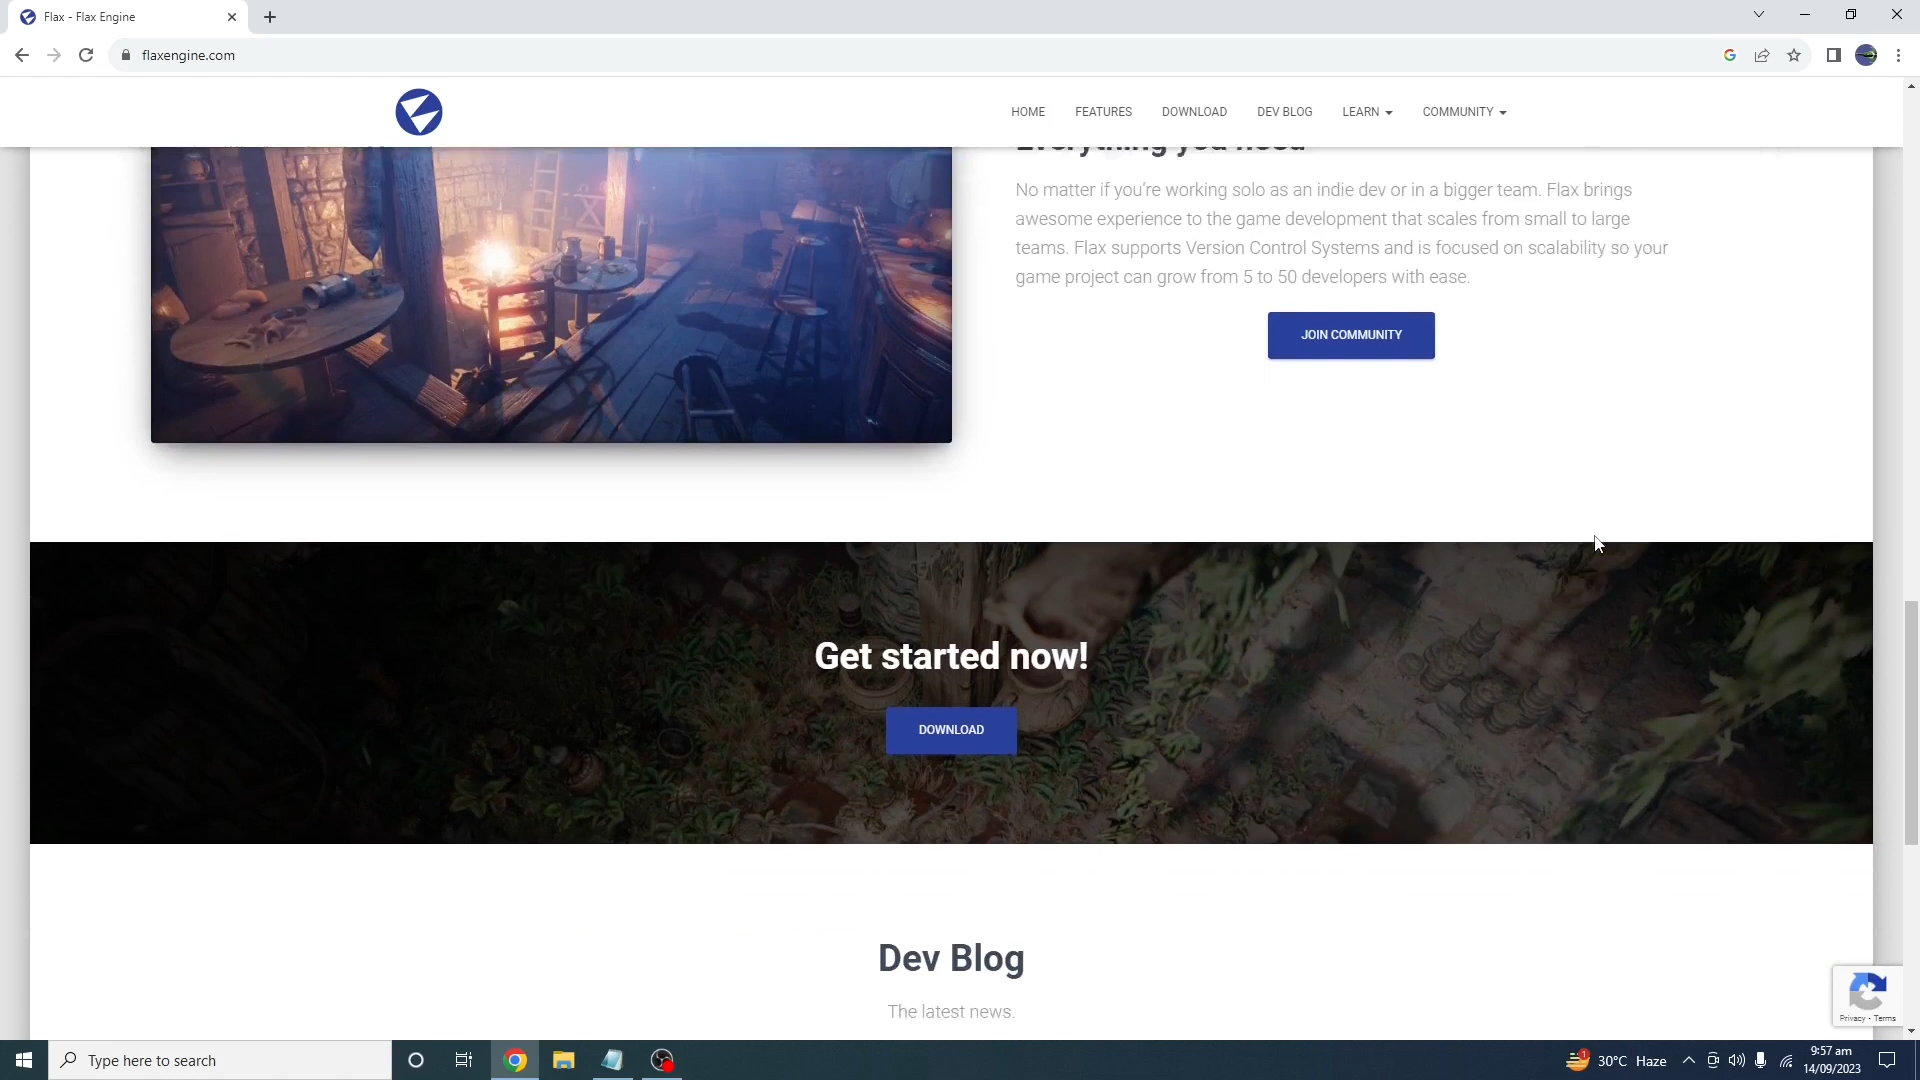 Flax - Flax Engine
flaxengine.com
HOME FEATURES DOWNLOAD DEV BLOG LEARN COMMUNITY
Everything you need
No matter if you’re working solo as an indie dev or in a bigger team. Flax brings
awesome experience to the game development that scales from small to large
teams. Flax supports Version Control Systems and is focused on scalability so your
game project can grow from 5 to 50 developers with ease.
JOIN COMMUNITY
Get started now!
DOWNLOAD
Dev Blog
The latest news.
Privacy - Terms
Type here to search
1
30°C Haze
9:57 am
14/09/2023